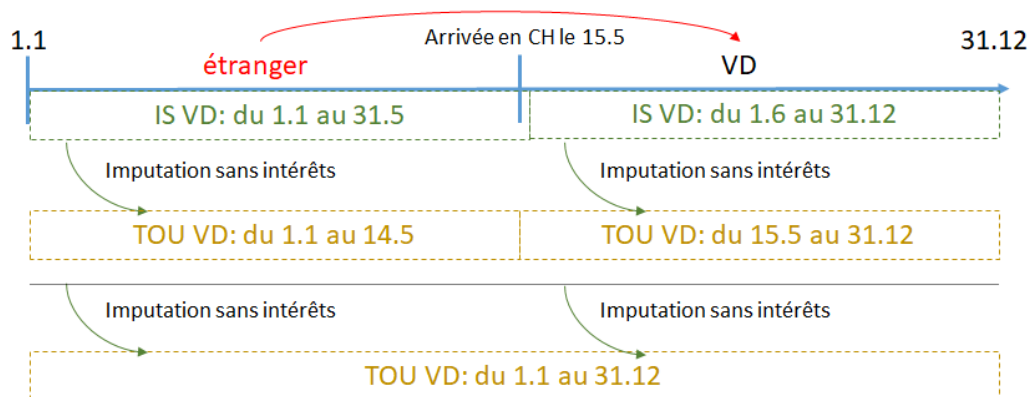 1.1
Arrivée en CH le 15.5
31.12
étranger
VD
IS VD: du 1.1 au 31.5
IS VD: du 1.6 au 31.12
Imputation sans intérêts
Imputation sans intérêts
TOU VD: du 1.1 au 14.5
TOU VD: du 15.5 au 31.12
Imputation sans intérêts
Imputation sans intérêts
TOU VD: du 1.1 au 31.12